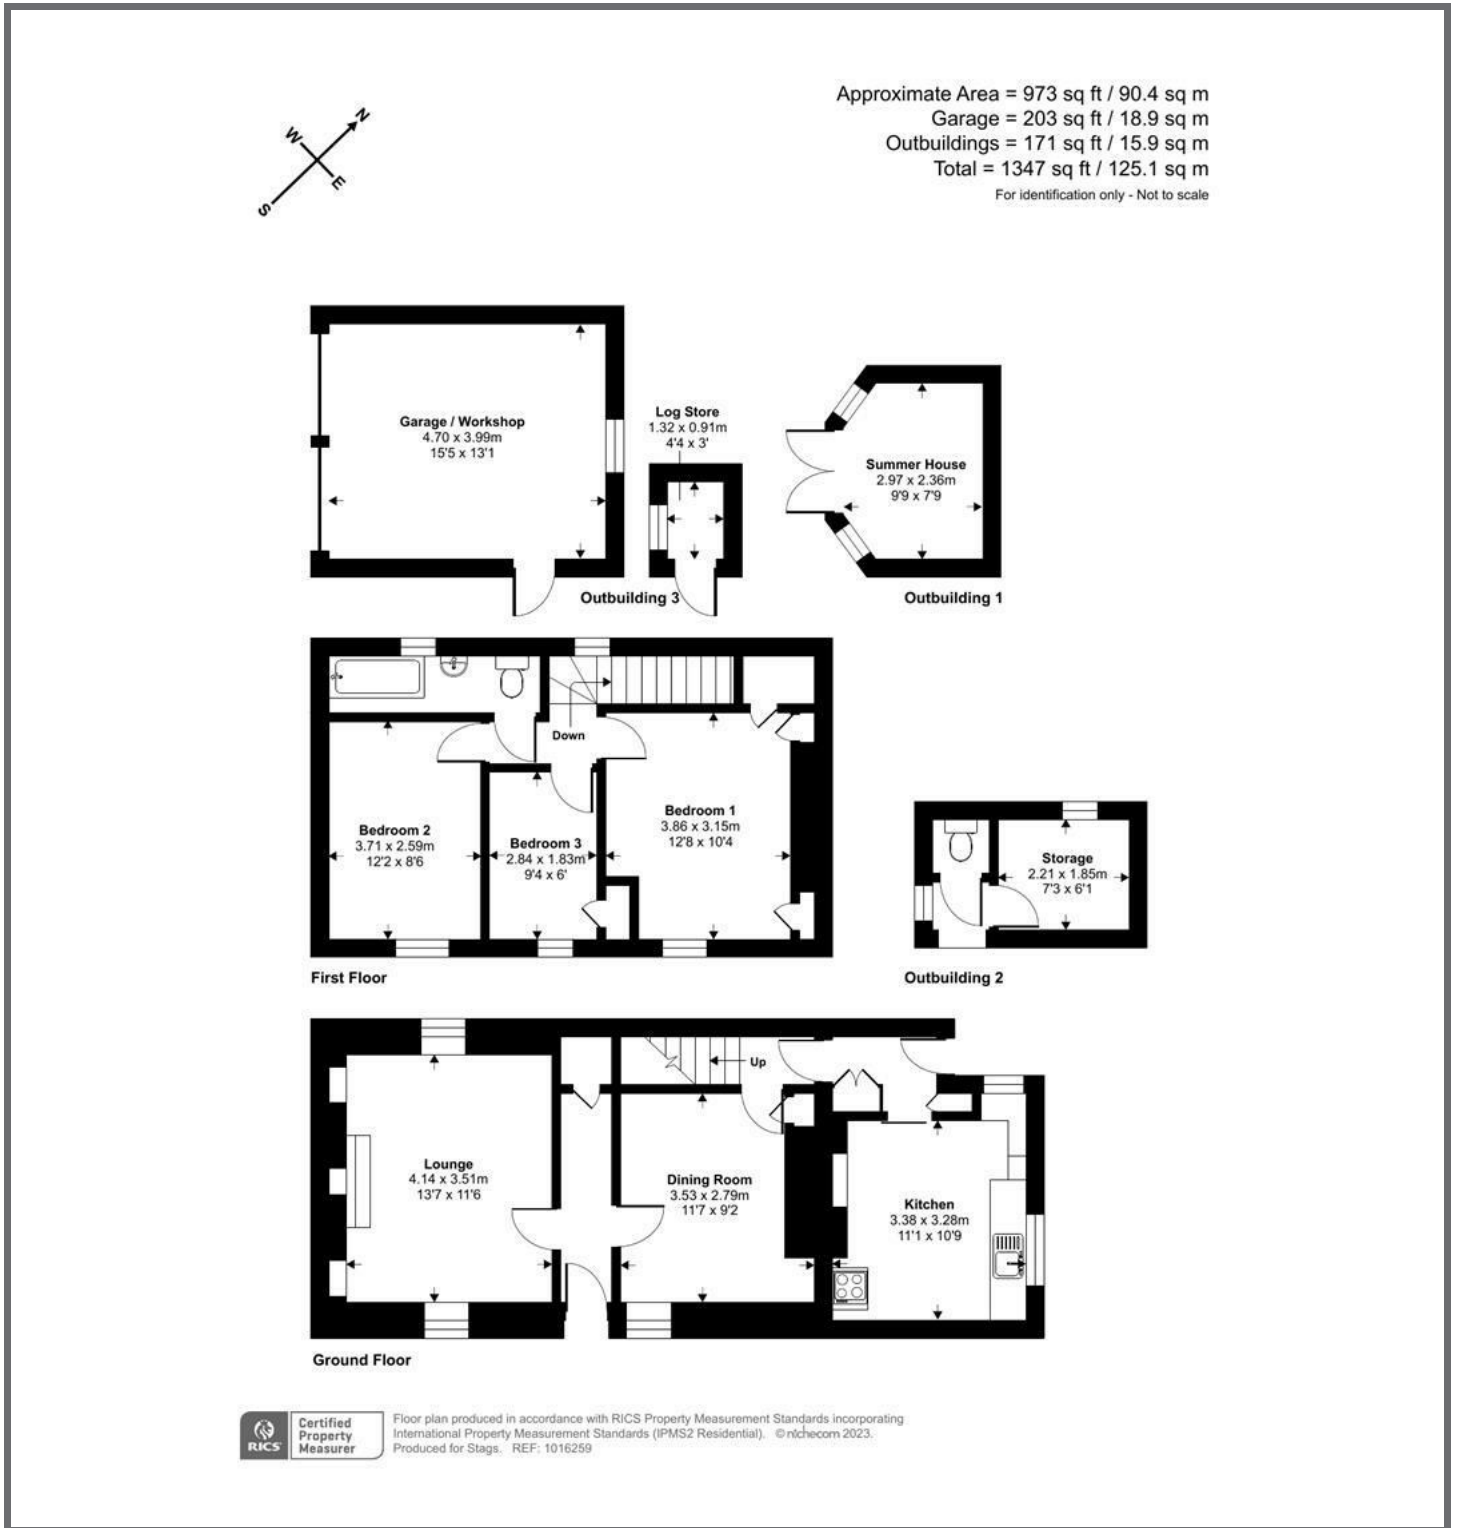 Approximate Area = 973 sq ft / 90.4 sq m
Garage = 203 sq ft / 18.9 sq m
Outbuildings = 171 sq ft / 15.9 sq m
Total = 1347 sq ft / 125.1 sq m
For identification only - Not to scale
N
W
E
S
Garage / Workshop
4.70 x 3.99m
15'5 x 13'1
Log Store
1.32 x 0.91m
4'4 x 3'
Summer House
2.97 x 2.36m
9'9 x 7'9
Outbuilding 3
Outbuilding 1
Down
Bedroom 2
3.71 x 2.59m
12'2 x 8'6
Bedroom 3
2.84 x 1.83m
9'4 x 6'
Bedroom 1
3.86 x 3.15m
12'8 x 10'4
Storage
2.21 x 1.85m
7'3 x 6'1
First Floor
Outbuilding 2
Up
Lounge
4.14 x 3.51m
13'7 x 11'6
Dining Room
3.53 x 2.79m
11'7 x 9'2
Kitchen
3.38 x 3.28m
11'1 x 10'9
Ground Floor
RICS
Certified
Property
Measurer
Floor plan produced in accordance with RICS Property Measurement Standards incorporating
International Property Measurement Standards (IPMS2 Residential). © nichecom 2023.
Produced for Stags. REF: 1016259